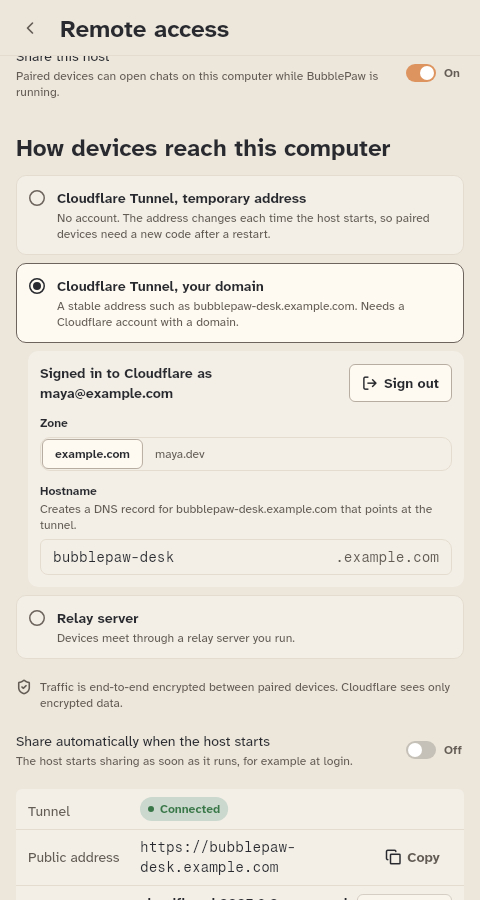 Remote access
Share this host
Paired devices can open chats on this computer while BubblePaw is
running.
On
How devices reach this computer
Cloudflare Tunnel, temporary address
No account. The address changes each time the host starts, so paired
devices need a new code after a restart.
Cloudflare Tunnel, your domain
A stable address such as bubblepaw-desk.example.com. Needs a
Cloudflare account with a domain.
Signed in to Cloudflare as
maya@example.com
Sign out
Zone
example.com
maya.dev
Hostname
Creates a DNS record for bubblepaw-desk.example.com that points at the
tunnel.
bubblepaw-desk
.example.com
Relay server
Devices meet through a relay server you run.
Traffic is end-to-end encrypted between paired devices. Cloudflare sees only
encrypted data.
Share automatically when the host starts
The host starts sharing as soon as it runs, for example at login.
Off
Tunnel
Connected
Public address
https://bubblepaw-
desk.example.com
Copy